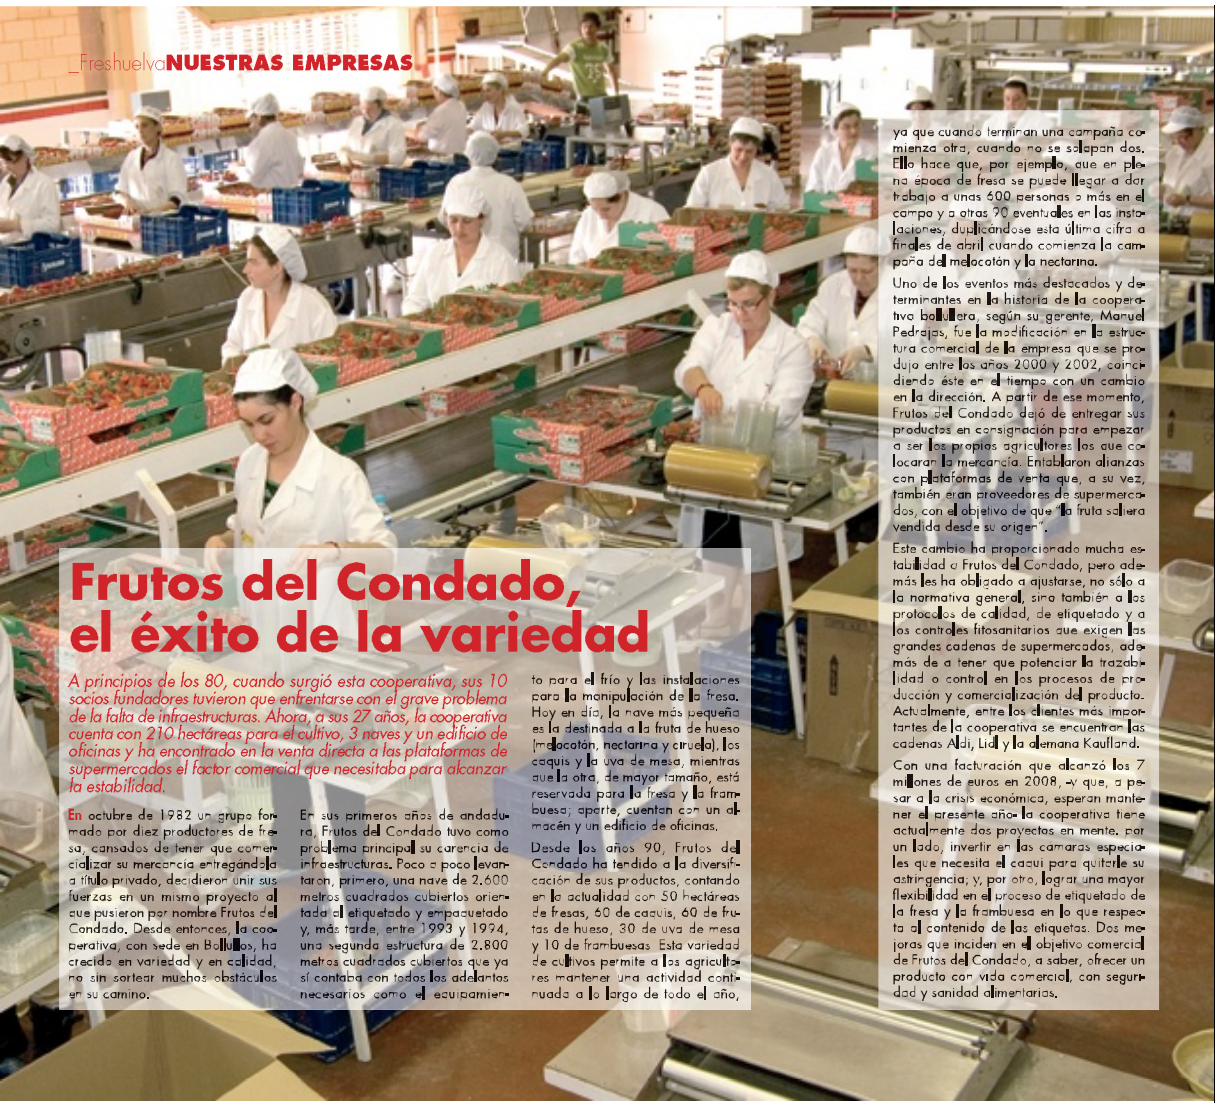 _FreshuelvaNUESTRAS EMPRESAS
Frutos del Condado,
el éxito de la variedad
A principios de los 80, cuando surgió esta cooperativa, sus 10
socios fundadores tuvieron que enfrentarse con el grave problema
de la falta de infraestructuras. Ahora, a sus 27 años, la cooperativa
cuenta con 210 hectáreas para el cultivo, 3 naves y un edificio de
oficinas y ha encontrado en la venta directa a las plataformas de
supermercados el factor comercial que necesitaba para alcanzar
la estabilidad.
En octubre de 1982 un grupo for-
mado por diez productores de fre-
sa, cansados de tener que comer-
cializar su mercancía entregándola
a título privado, decidieron unir sus
fuerzas en un mismo proyecto al
que pusieron por nombre Frutos del
Condado. Desde entonces, la coo-
perativa, con sede en Bollullos, ha
crecido en variedad y en calidad,
no sin sortear muchos obstáculos
en su camino.
En sus primeros años de andadu-
ra, Frutos del Condado tuvo como
problema principal su carencia de
infraestructuras. Poco a poco levan-
taron, primero, una nave de 2.600
metros cuadrados cubiertos orien-
tada al etiquetado y empaquetado
y, más tarde, entre 1993 y 1994,
una segunda estructura de 2.800
metros cuadrados cubiertos que ya
sí contaba con todos los adelantos
necesarios como el equipamien-
to para el frío y las instalaciones
para la manipulación de la fresa.
Hoy en día, la nave más pequeña
es la destinada a la fruta de hueso
(melocotón, nectarina y ciruela), los
caquis y la uva de mesa, mientras
que la otra, de mayor tamaño, está
reservada para la fresa y la fram-
buesa; aparte, cuentan con un al-
macén y un edificio de oficinas.
Desde los años 90, Frutos del
Condado ha tendido a la diversifi-
cación de sus productos, contando
en la actualidad con 50 hectáreas
de fresas, 60 de caquis, 60 de fru-
tas de hueso, 30 de uva de mesa
y 10 de frambuesas. Esta variedad
de cultivos permite a los agriculto-
res mantener una actividad conti-
nuada a lo largo de todo el año,
ya que cuando terminan una campaña co-
mienza otra, cuando no se solapan dos.
Ello hace que, por ejemplo, que en ple-
na época de fresa se puede llegar a dar
trabajo a unas 600 personas o más en el
campo y a otras 90 eventuales en las insta-
laciones, duplicándose esta última cifra a
finales de abril cuando comienza la cam-
paña del melocotón y la nectarina.
Uno de los eventos más destacados y de-
terminantes en la historia de la coopera-
tiva bollullera, según su gerente, Manuel
Pedrajas, fue la modificación en la estruc-
tura comercial de la empresa que se pro-
dujo entre los años 2000 y 2002, coinci-
diendo éste en el tiempo con un cambio
en la dirección. A partir de ese momento,
Frutos del Condado dejó de entregar sus
productos en consignación para empezar
a ser los propios agricultores los que co-
locaran la mercancía. Entablaron alianzas
con plataformas de venta que, a su vez,
también eran proveedores de supermerca-
dos, con el objetivo de que "la fruta saliera
vendida desde su origen".
Este cambio ha proporcionado mucha es-
tabilidad a Frutos del Condado, pero ade-
más les ha obligado a ajustarse, no sólo a
la normativa general, sino también a los
protocolos de calidad, de etiquetado y a
los controles fitosanitarios que exigen las
grandes cadenas de supermercados, ade-
más de a tener que potenciar la trazabi-
lidad o control en los procesos de pro-
ducción y comercialización del producto.
Actualmente, entre los clientes más impor-
tantes de la cooperativa se encuentran las
cadenas Aldi, Lidl y la alemana Kaufland.
Con una facturación que alcanzó los 7
millones de euros en 2008, -y que, a pe-
sar a la crisis económica, esperan mante-
ner el presente año- la cooperativa tiene
actualmente dos proyectos en mente. por
un lado, invertir en las cámaras especia-
les que necesita el caqui para quitarle su
astringencia; y, por otro, lograr una mayor
flexibilidad en el proceso de etiquetado de
la fresa y la frambuesa en lo que respec-
ta al contenido de las etiquetas. Dos me-
joras que inciden en el objetivo comercial
de Frutos del Condado, a saber, ofrecer un
producto con vida comercial, con seguri-
dad y sanidad alimentarias.